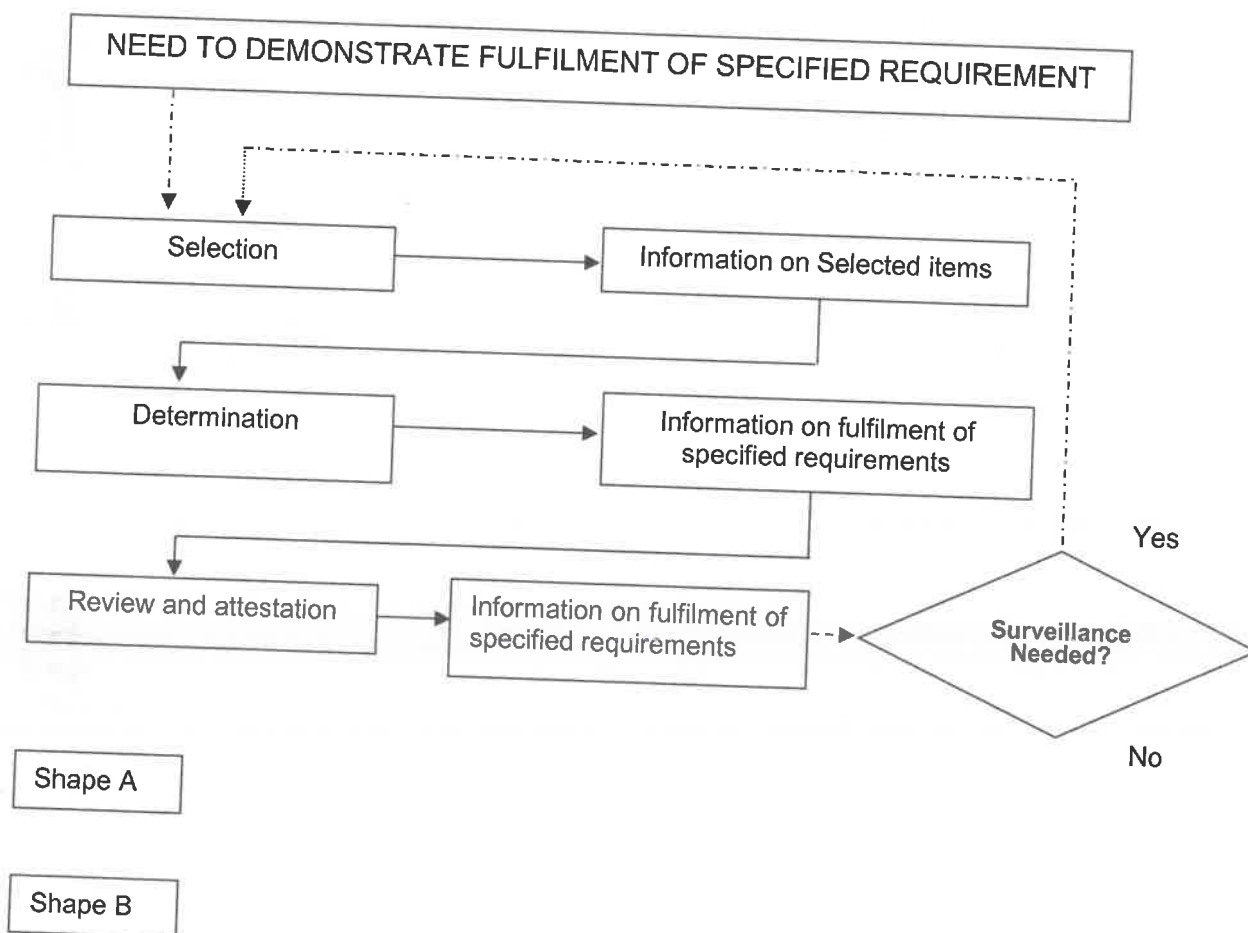 NEED TO DEMONSTRATE FULFILMENT OF SPECIFIED REQUIREMENT
Selection
Information on Selected items
Determination
Information on fulfilment of
specified requirements
Yes
Review and attestation
Information on fulfilment of
specified requirements
Surveillance
Needed?
No
Shape A
Shape B